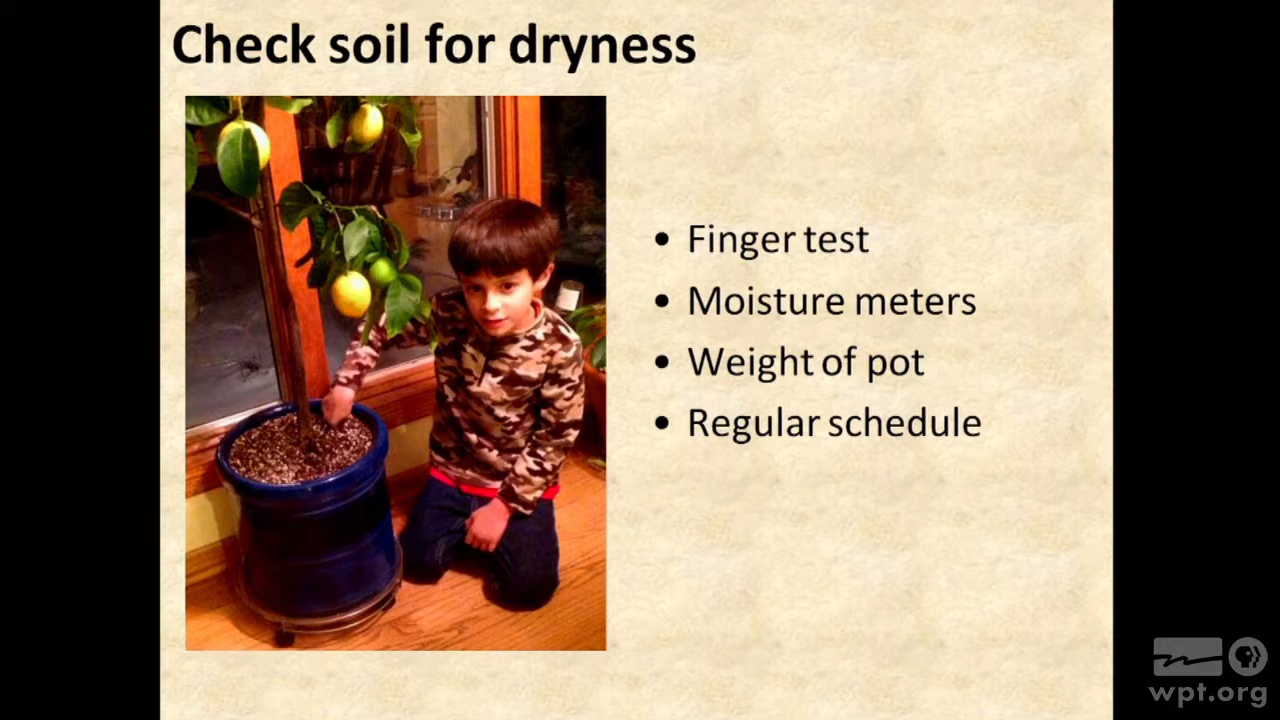 Check soil for dryness
• Finger test
• Moisture meters
• Weight of pot
• Regular schedule
wpt.org